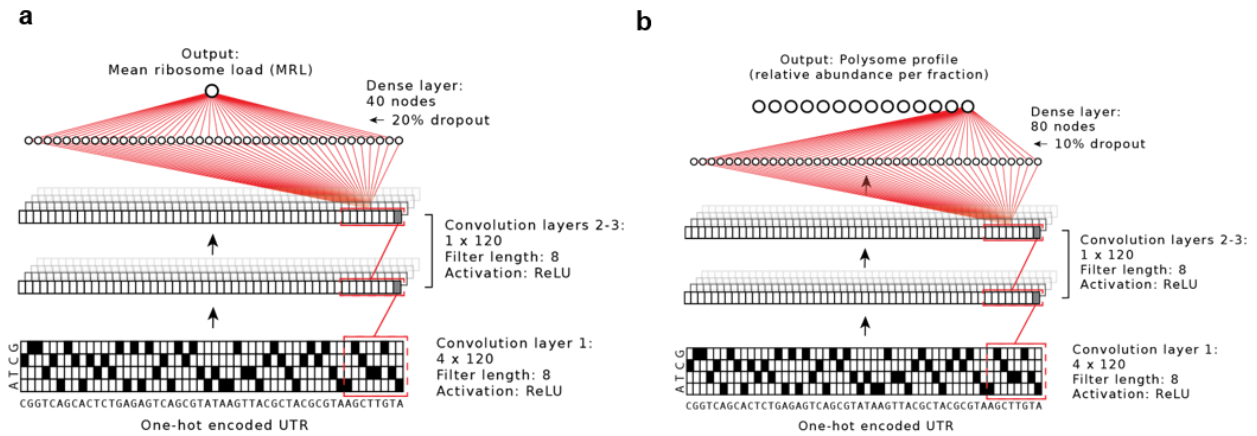 a
Output:
Mean ribosome load (MRL)
Dense layer:
40 nodes
20% dropout
Convolution layers 2-3:
1 x 120
Filter length: 8
Activation: ReLU
Convolution layer 1:
4 x 120
Filter length: 8
Activation: ReLU
A T C G
CGGTCAGCACTCTGAGAGTCAGCGTATAAGTTACGCTACGCGTAAGCTTGTA
One-hot encoded UTR
b
Output: Polysome profile
(relative abundance per fraction)
Dense layer:
80 nodes
10% dropout
Convolution layers 2-3:
1 x 120
Filter length: 8
Activation: ReLU
Convolution layer 1:
4 x 120
Filter length: 8
Activation: ReLU
A T C G
CGGTCAGCACTCTGAGAGTCAGCGTATAAGTTACGCTACGCGTAAGCTTGTA
One-hot encoded UTR